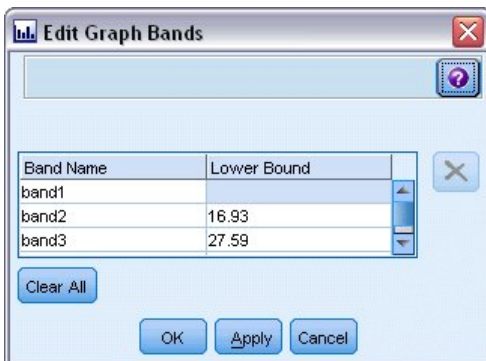 Edit Graph Bands
?
Band Name Lower Bound
band1
band2 16.93
band3 27.59
Clear All
OK Apply Cancel